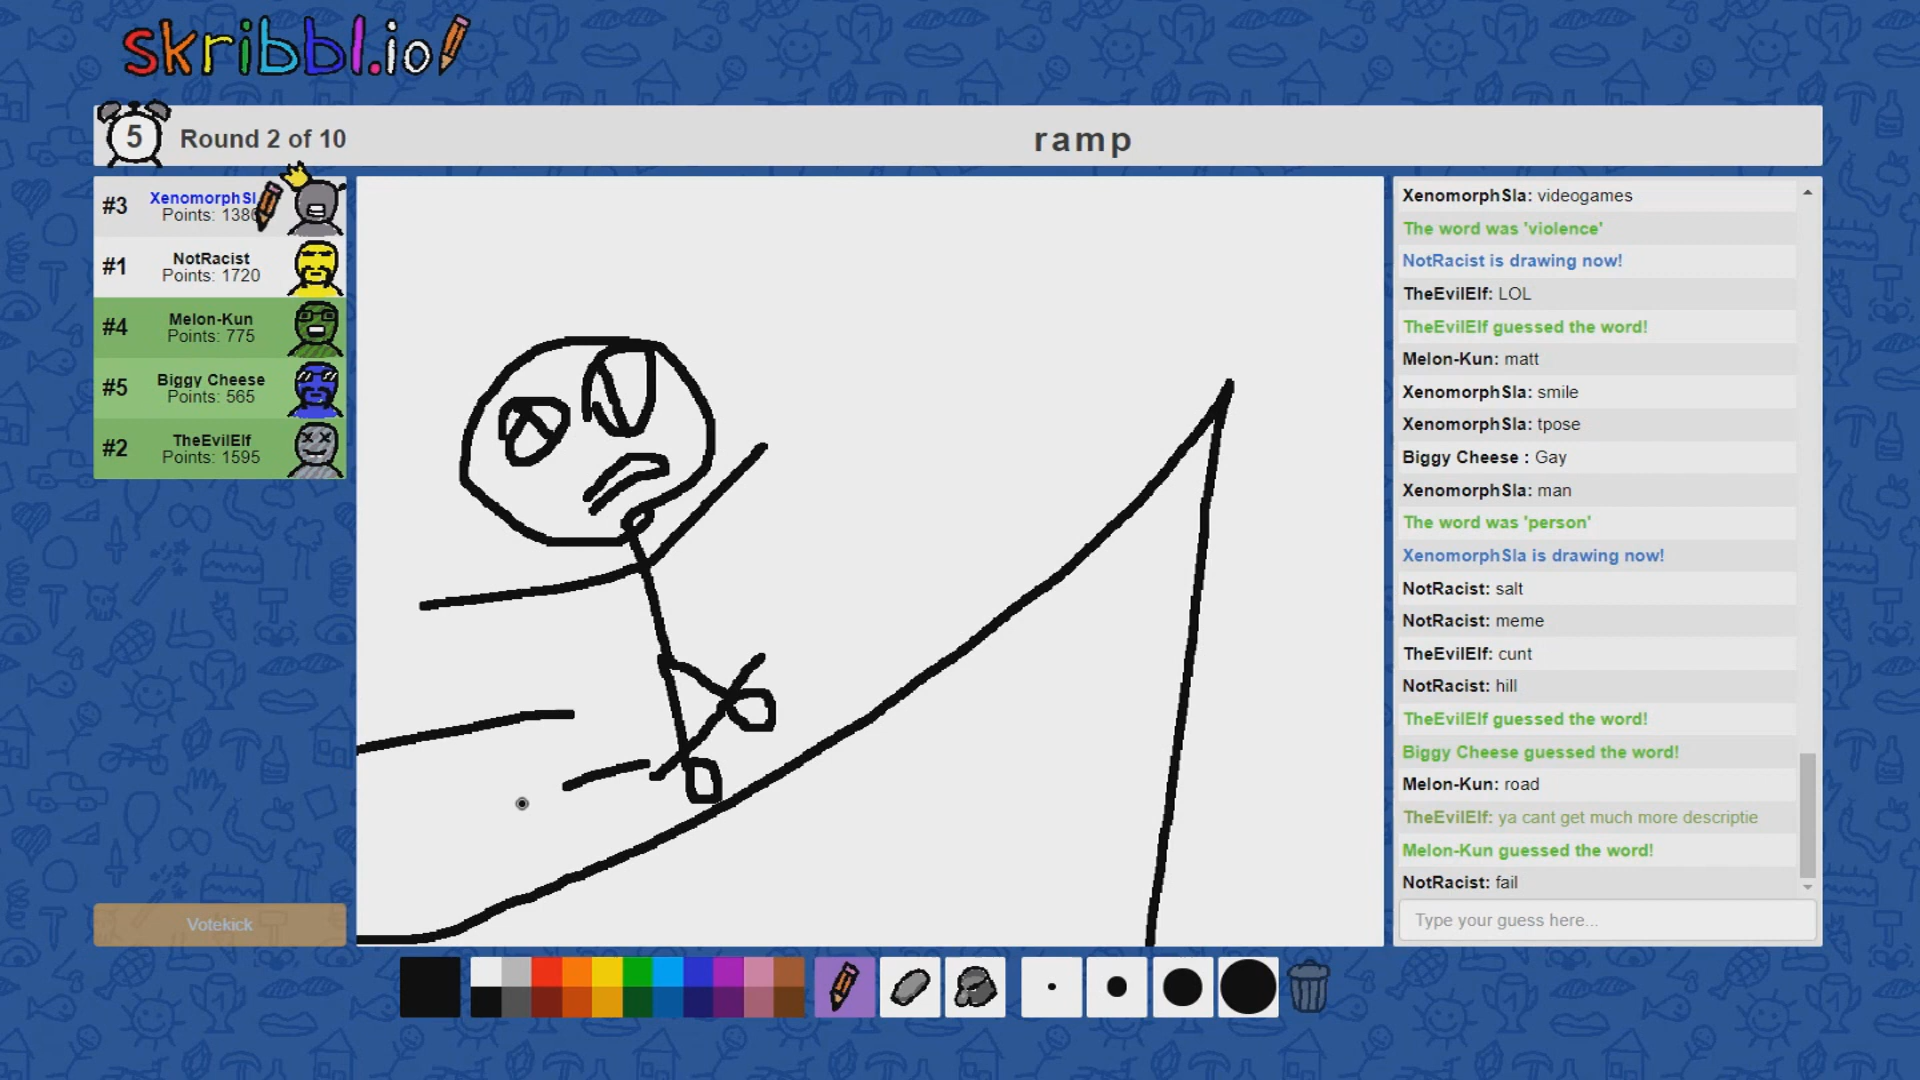 skribbl.io
5
Round 2 of 10
ramp
#3
XenomorphSl
Points: 1380
#1
NotRacist
Points: 1720
#4
Melon-Kun
Points: 775
#5
Biggy Cheese
Points: 565
#2
TheEvilElf
Points: 1595
Votekick
XenomorphSla: videogames
The word was 'violence'
NotRacist is drawing now!
TheEvilElf: LOL
TheEvilElf guessed the word!
Melon-Kun: matt
XenomorphSla: smile
XenomorphSla: tpose
Biggy Cheese : Gay
XenomorphSla: man
The word was 'person'
XenomorphSla is drawing now!
NotRacist: salt
NotRacist: meme
TheEvilElf: cunt
NotRacist: hill
TheEvilElf guessed the word!
Biggy Cheese guessed the word!
Melon-Kun: road
TheEvilElf: ya cant get much more descriptie
Melon-Kun guessed the word!
NotRacist: fail
Type your guess here...